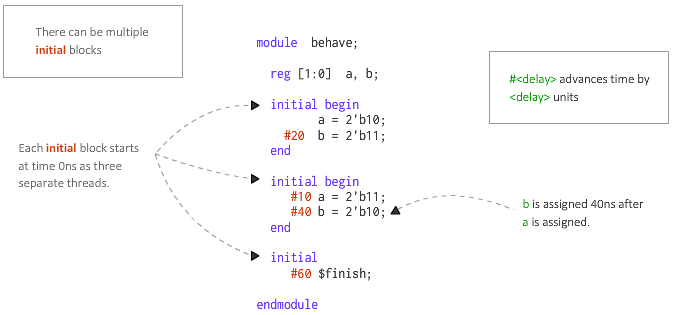 There can be multiple
initial blocks
module behave;
reg [1:0] a, b;
#<delay> advances time by
<delay> units
initial begin
a = 2'b10;
#20 b = 2'b11;
end
Each initial block starts
at time 0ns as three
separate threads.
initial begin
#10 a = 2'b11;
#40 b = 2'b10;
end
b is assigned 40ns after
a is assigned.
initial
#60 $finish;
endmodule